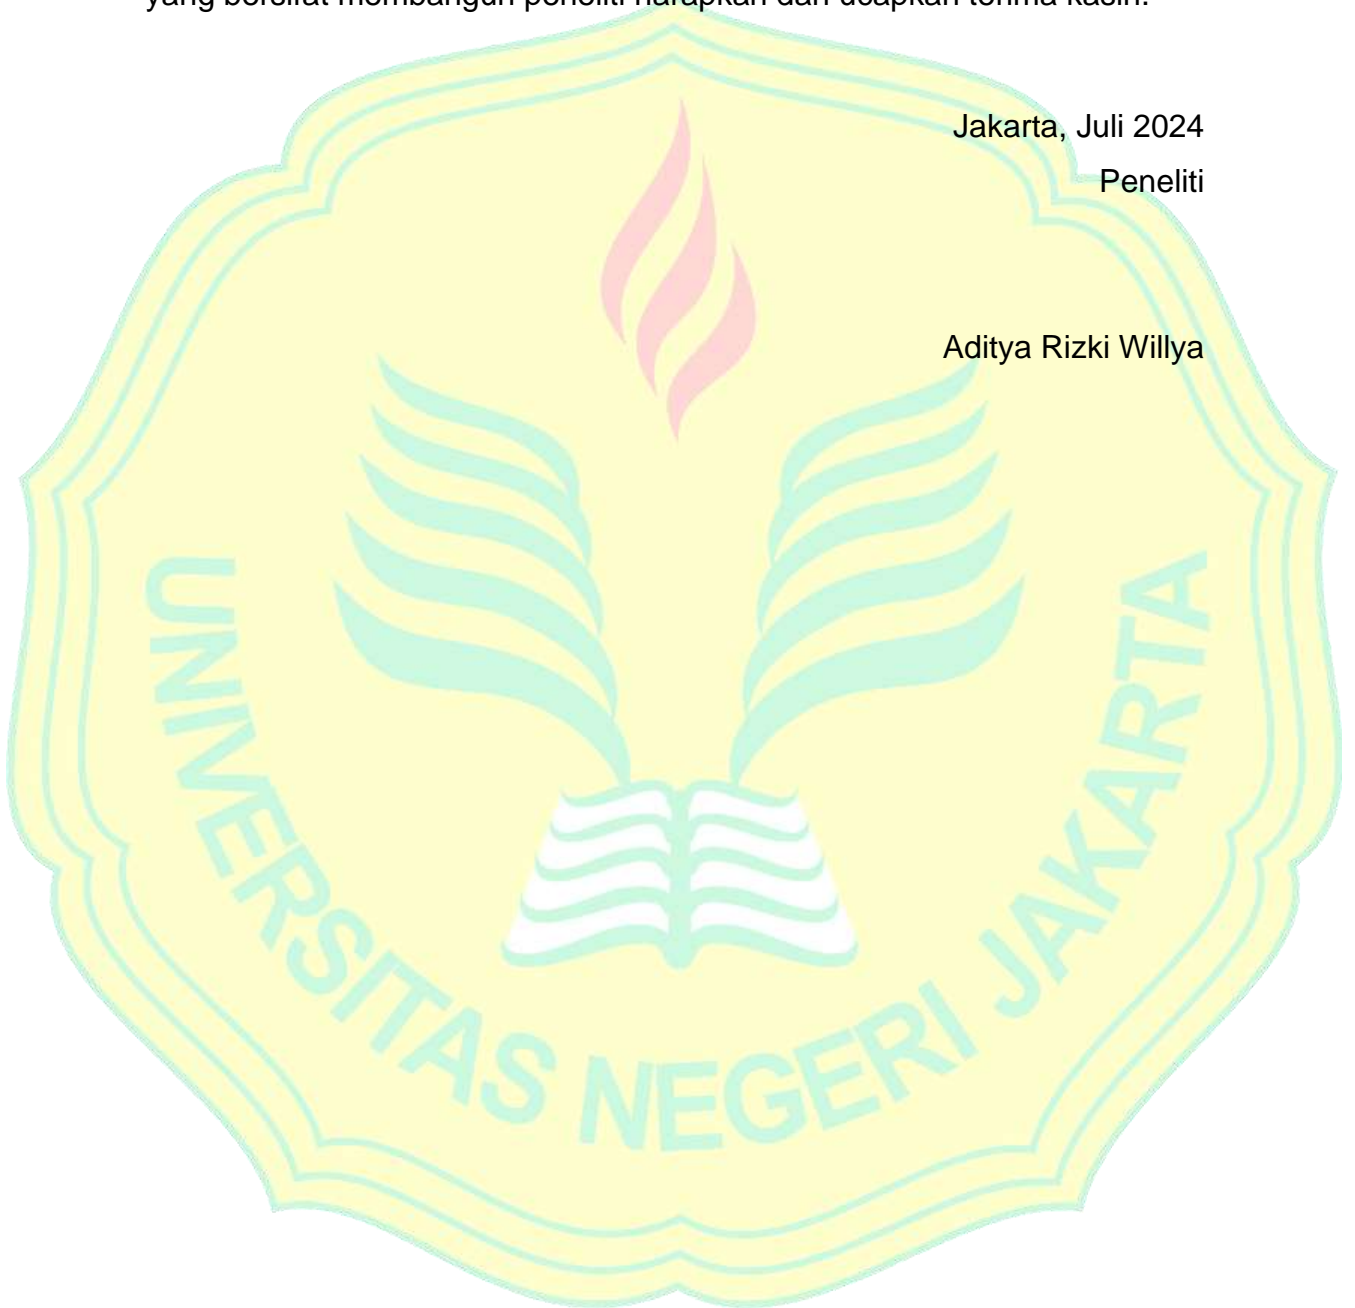 yang bersifat membangun peneliti harapkan dan ucapkan terima kasih.
Jakarta, Juli 2024
Peneliti
Aditya Rizki Willya
UNIVERSITAS NEGERI JAKARTA